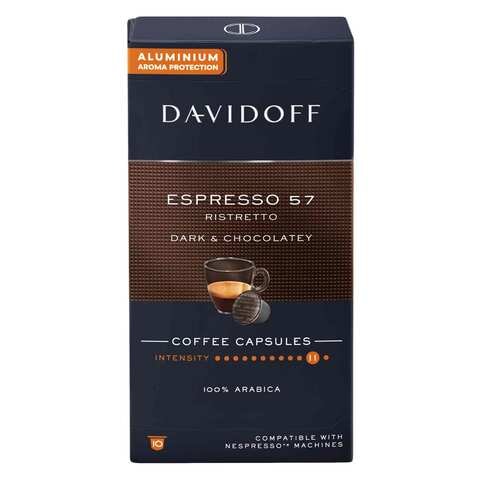 ALUMINIUM
AROMA PROTECTION
DAVIDOFF
ESPRESSO 57
RISTRETTO
DARK & CHOCOLATEY
COFFEE CAPSULES
INTENSITY 11
100% ARABICA
10
COMPATIBLE WITH
NESPRESSO™* MACHINES